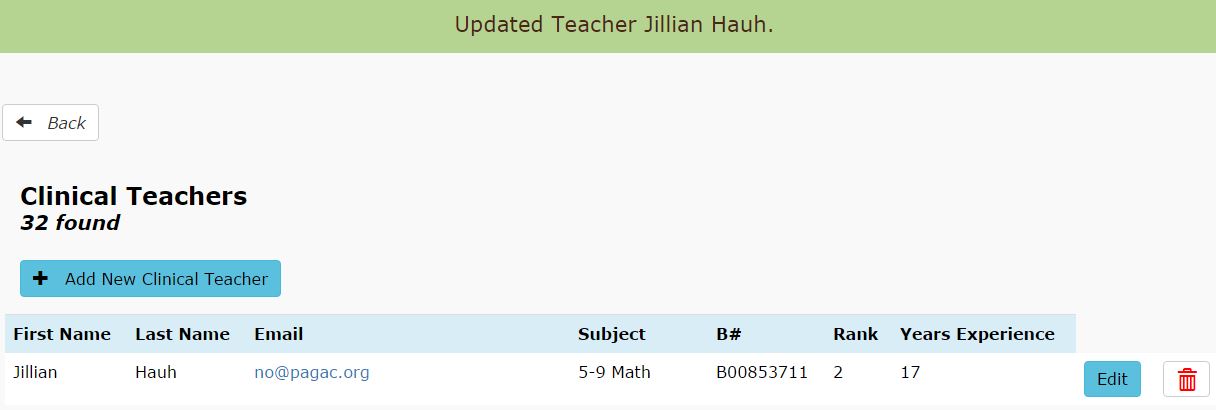 Updated Teacher Jillian Hauh.
Back
Clinical Teachers
32 found
Add New Clinical Teacher
First Name Last Name Email Subject B# Rank Years Experience
Jillian Hauh no@pagac.org 5-9 Math B00853711 2 17 Edit